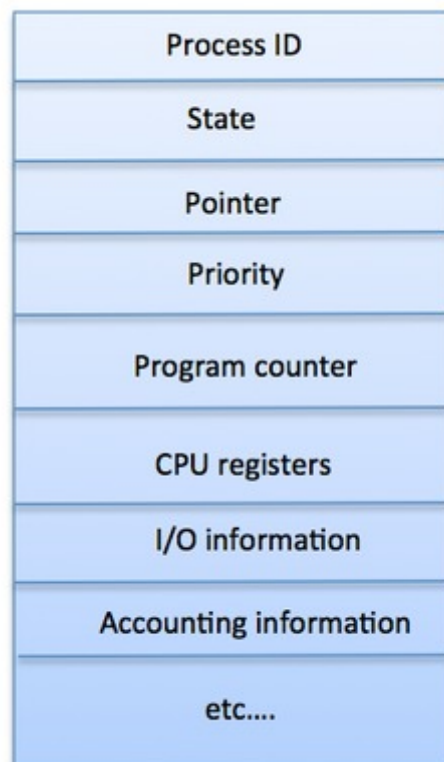 Process ID
State
Pointer
Priority
Program counter
CPU registers
I/O information
Accounting information
etc....